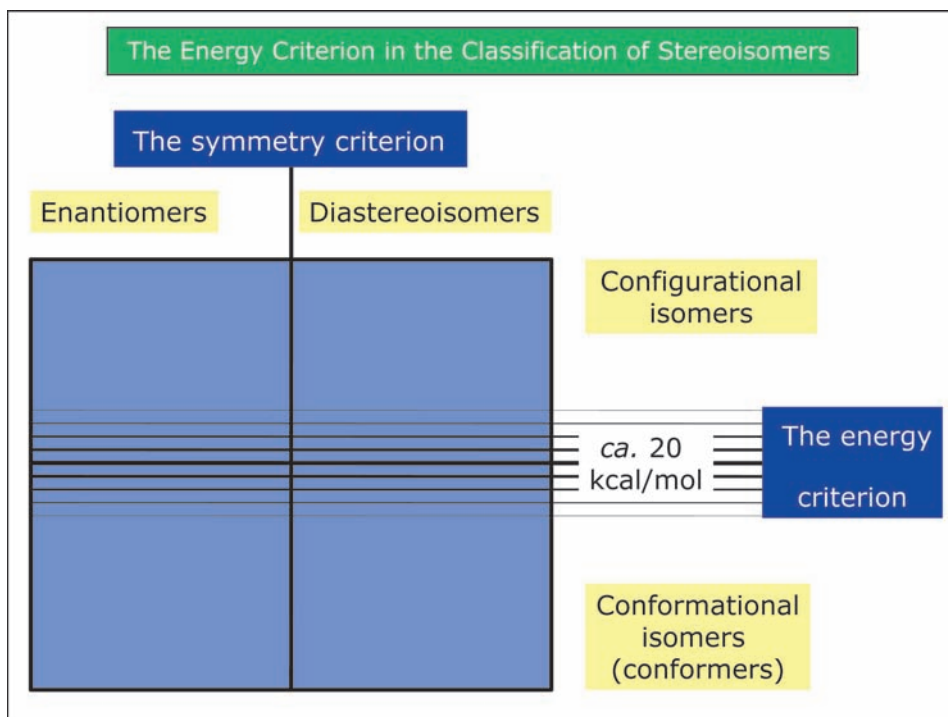 The Energy Criterion in the Classification of Stereoisomers
The symmetry criterion
Enantiomers
Diastereoisomers
Configurational
isomers
ca. 20
kcal/mol
The energy
criterion
Conformational
isomers
(conformers)